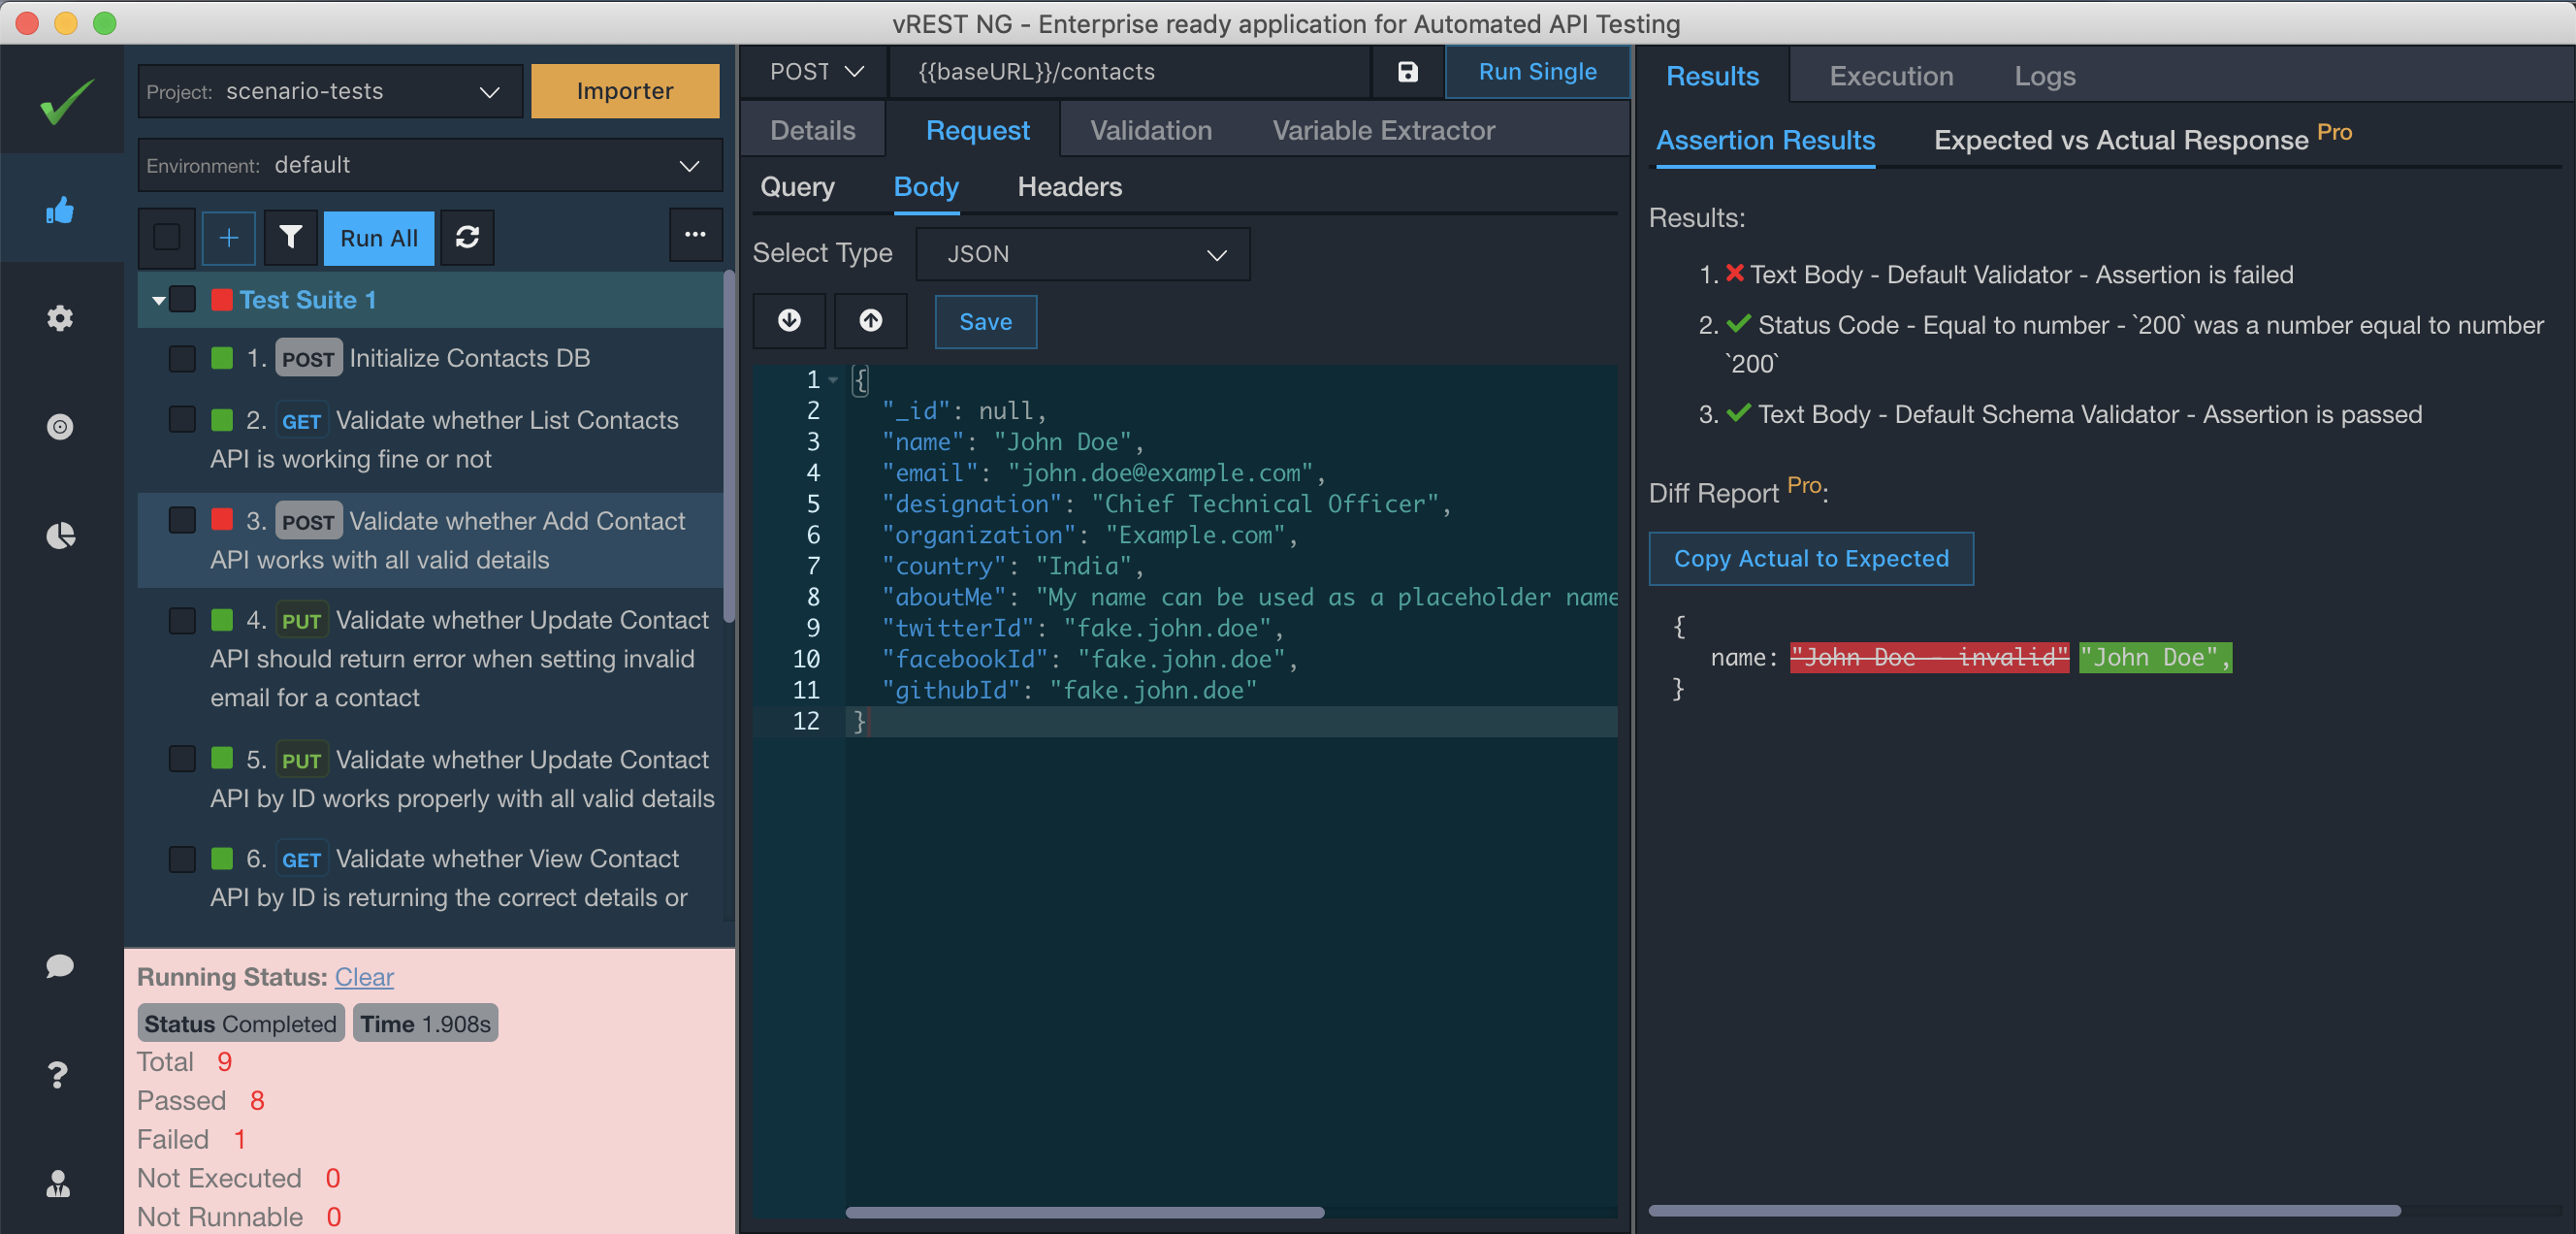 vREST NG - Enterprise ready application for Automated API Testing
Project: scenario-tests
Importer
Environment: default
Run All
Test Suite 1
1. POST Initialize Contacts DB
2. GET Validate whether List Contacts
API is working fine or not
3. POST Validate whether Add Contact
API works with all valid details
4. PUT Validate whether Update Contact
API should return error when setting invalid
email for a contact
5. PUT Validate whether Update Contact
API by ID works properly with all valid details
6. GET Validate whether View Contact
API by ID is returning the correct details or
Running Status: Clear
Status Completed Time 1.908s
Total 9
Passed 8
Failed 1
Not Executed 0
Not Runnable 0
POST {{baseURL}}/contacts Run Single
Details Request Validation Variable Extractor
Query Body Headers
Select Type JSON
Save
1 {
2 "_id": null,
3 "name": "John Doe",
4 "email": "john.doe@example.com",
5 "designation": "Chief Technical Officer",
6 "organization": "Example.com",
7 "country": "India",
8 "aboutMe": "My name can be used as a placeholder name
9 "twitterId": "fake.john.doe",
10 "facebookId": "fake.john.doe",
11 "githubId": "fake.john.doe"
12 }
Results Execution Logs
Assertion Results Expected vs Actual Response Pro
Results:
1. Text Body - Default Validator - Assertion is failed
2. Status Code - Equal to number - `200` was a number equal to number
`200`
3. Text Body - Default Schema Validator - Assertion is passed
Diff Report Pro:
Copy Actual to Expected
{
name: "John Doe - invalid" "John Doe",
}